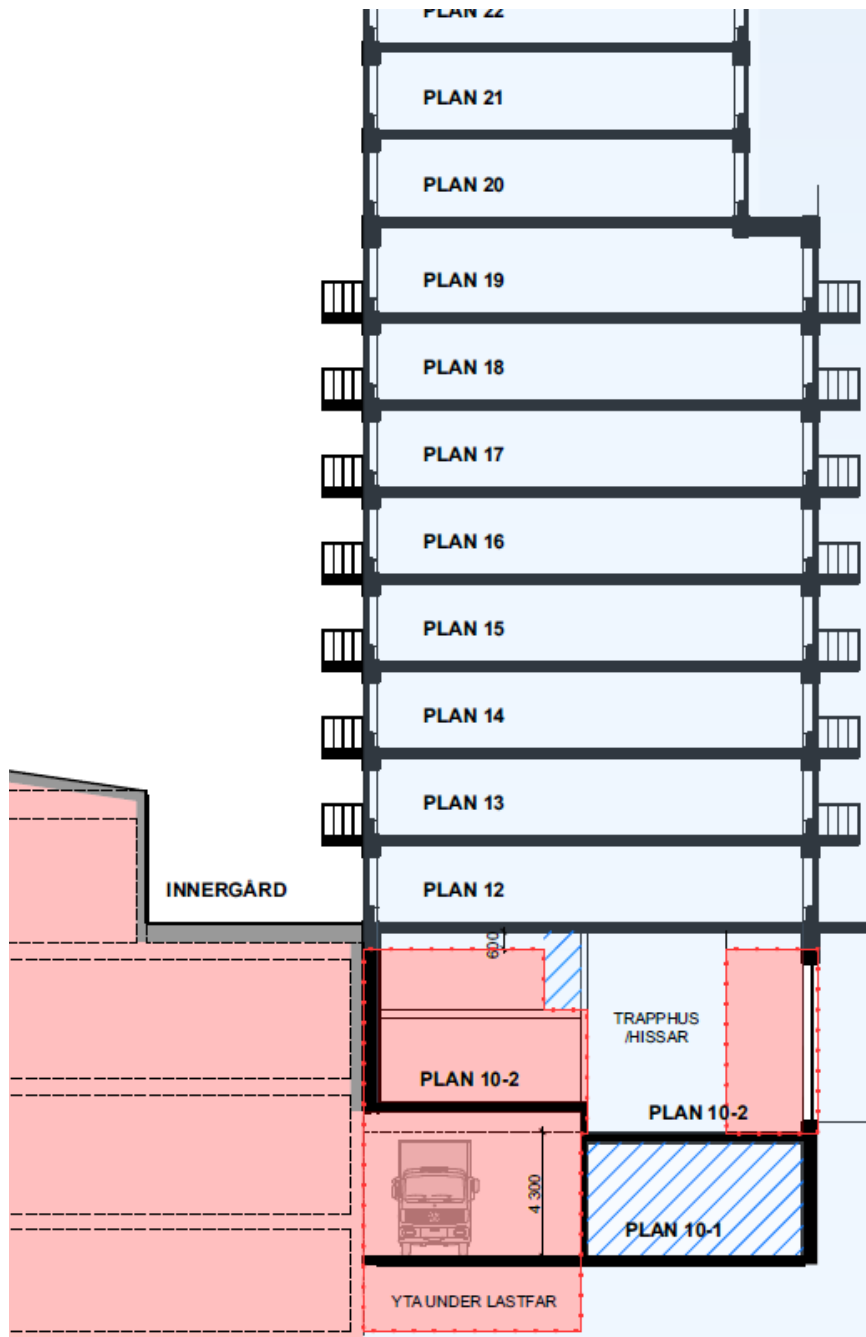 PLAN 22
PLAN 21
PLAN 20
PLAN 19
PLAN 18
PLAN 17
PLAN 16
PLAN 15
PLAN 14
PLAN 13
INNERGÅRD
PLAN 12
600
TRAPPHUS
/HISSAR
PLAN 10-2
PLAN 10-2
4 300
PLAN 10-1
YTA UNDER LASTFAR